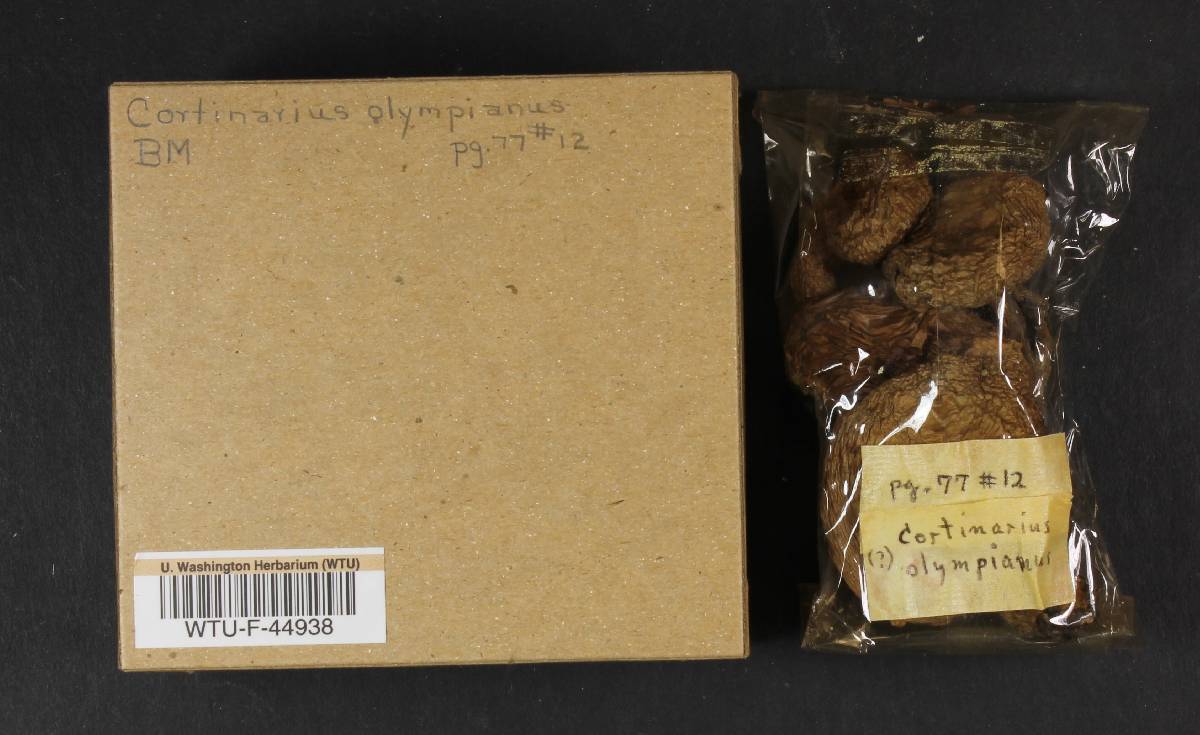 Cortinarius olympianus
BM pg. 77 #12
U. Washington Herbarium (WTU)
WTU-F-44938
pg. 77 #12
Cortinarius
(?) olympianus